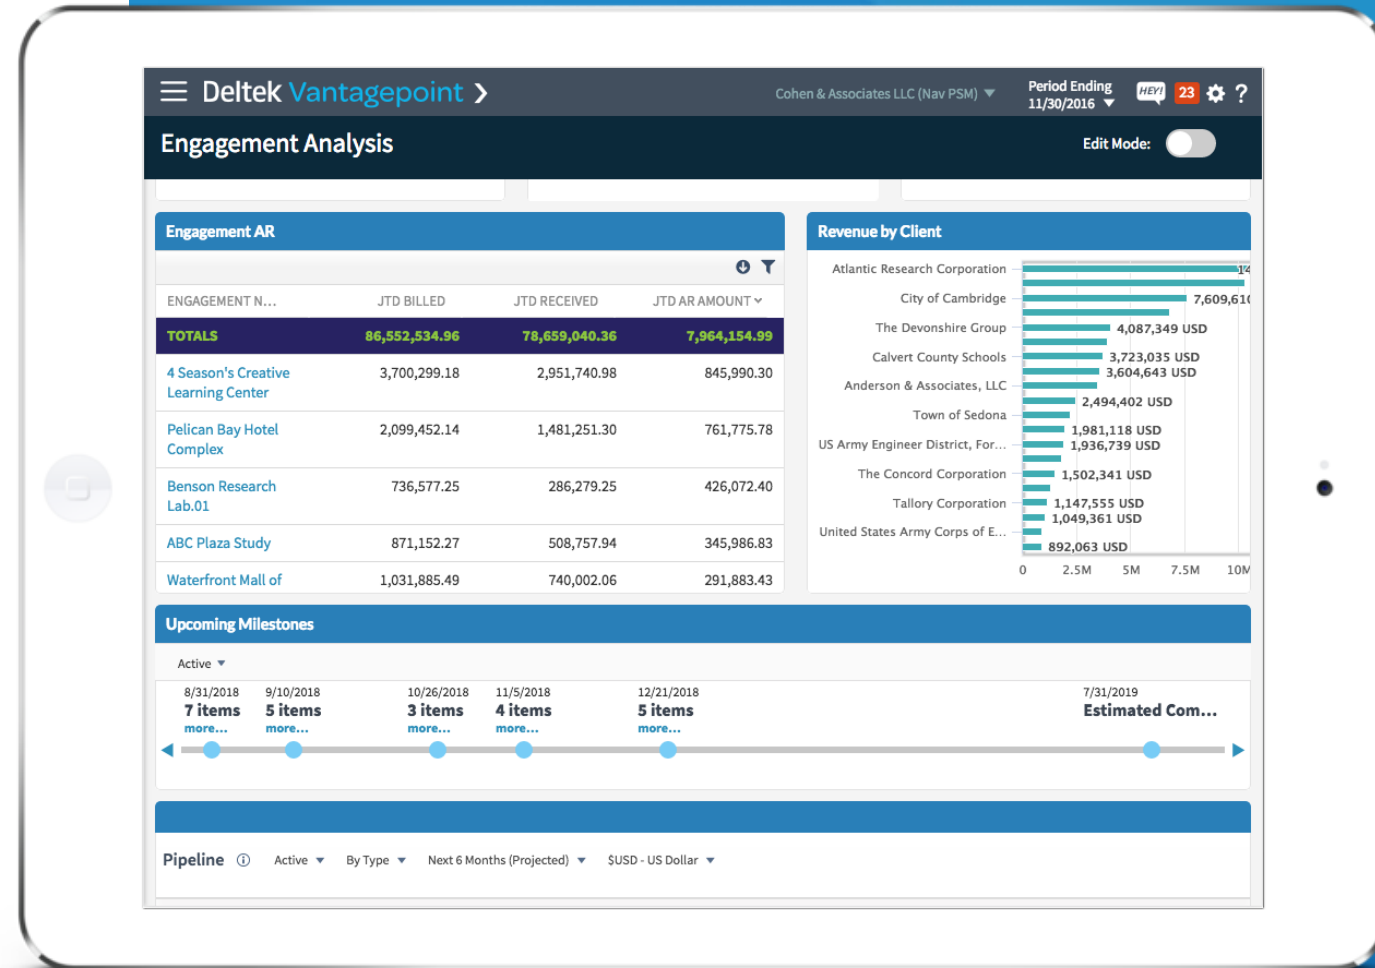 Deltek Vantagepoint
Cohen & Associates LLC (Nav PSM)
Period Ending
11/30/2016
HEY!
23
?
Engagement Analysis
Edit Mode:
Engagement AR
ENGAGEMENT N... JTD BILLED JTD RECEIVED JTD AR AMOUNT
TOTALS 86,552,534.96 78,659,040.36 7,964,154.99
4 Season's Creative 3,700,299.18 2,951,740.98 845,990.30
Learning Center
Pelican Bay Hotel 2,099,452.14 1,481,251.30 761,775.78
Complex
Benson Research 736,577.25 286,279.25 426,072.40
Lab.01
ABC Plaza Study 871,152.27 508,757.94 345,986.83
Waterfront Mall of 1,031,885.49 740,002.06 291,883.43
Revenue by Client
Atlantic Research Corporation
City of Cambridge 7,609,610
The Devonshire Group 4,087,349 USD
Calvert County Schools 3,723,035 USD
3,604,643 USD
Anderson & Associates, LLC
2,494,402 USD
Town of Sedona
1,981,118 USD
US Army Engineer District, For... 1,936,739 USD
The Concord Corporation 1,502,341 USD
Tallory Corporation 1,147,555 USD
1,049,361 USD
United States Army Corps of E...
892,063 USD
0 2.5M 5M 7.5M 10M
Upcoming Milestones
Active
8/31/2018 9/10/2018 10/26/2018 11/5/2018 12/21/2018 7/31/2019
7 items 5 items 3 items 4 items 5 items Estimated Com...
more... more... more... more... more...
Pipeline Active By Type Next 6 Months (Projected) $USD - US Dollar